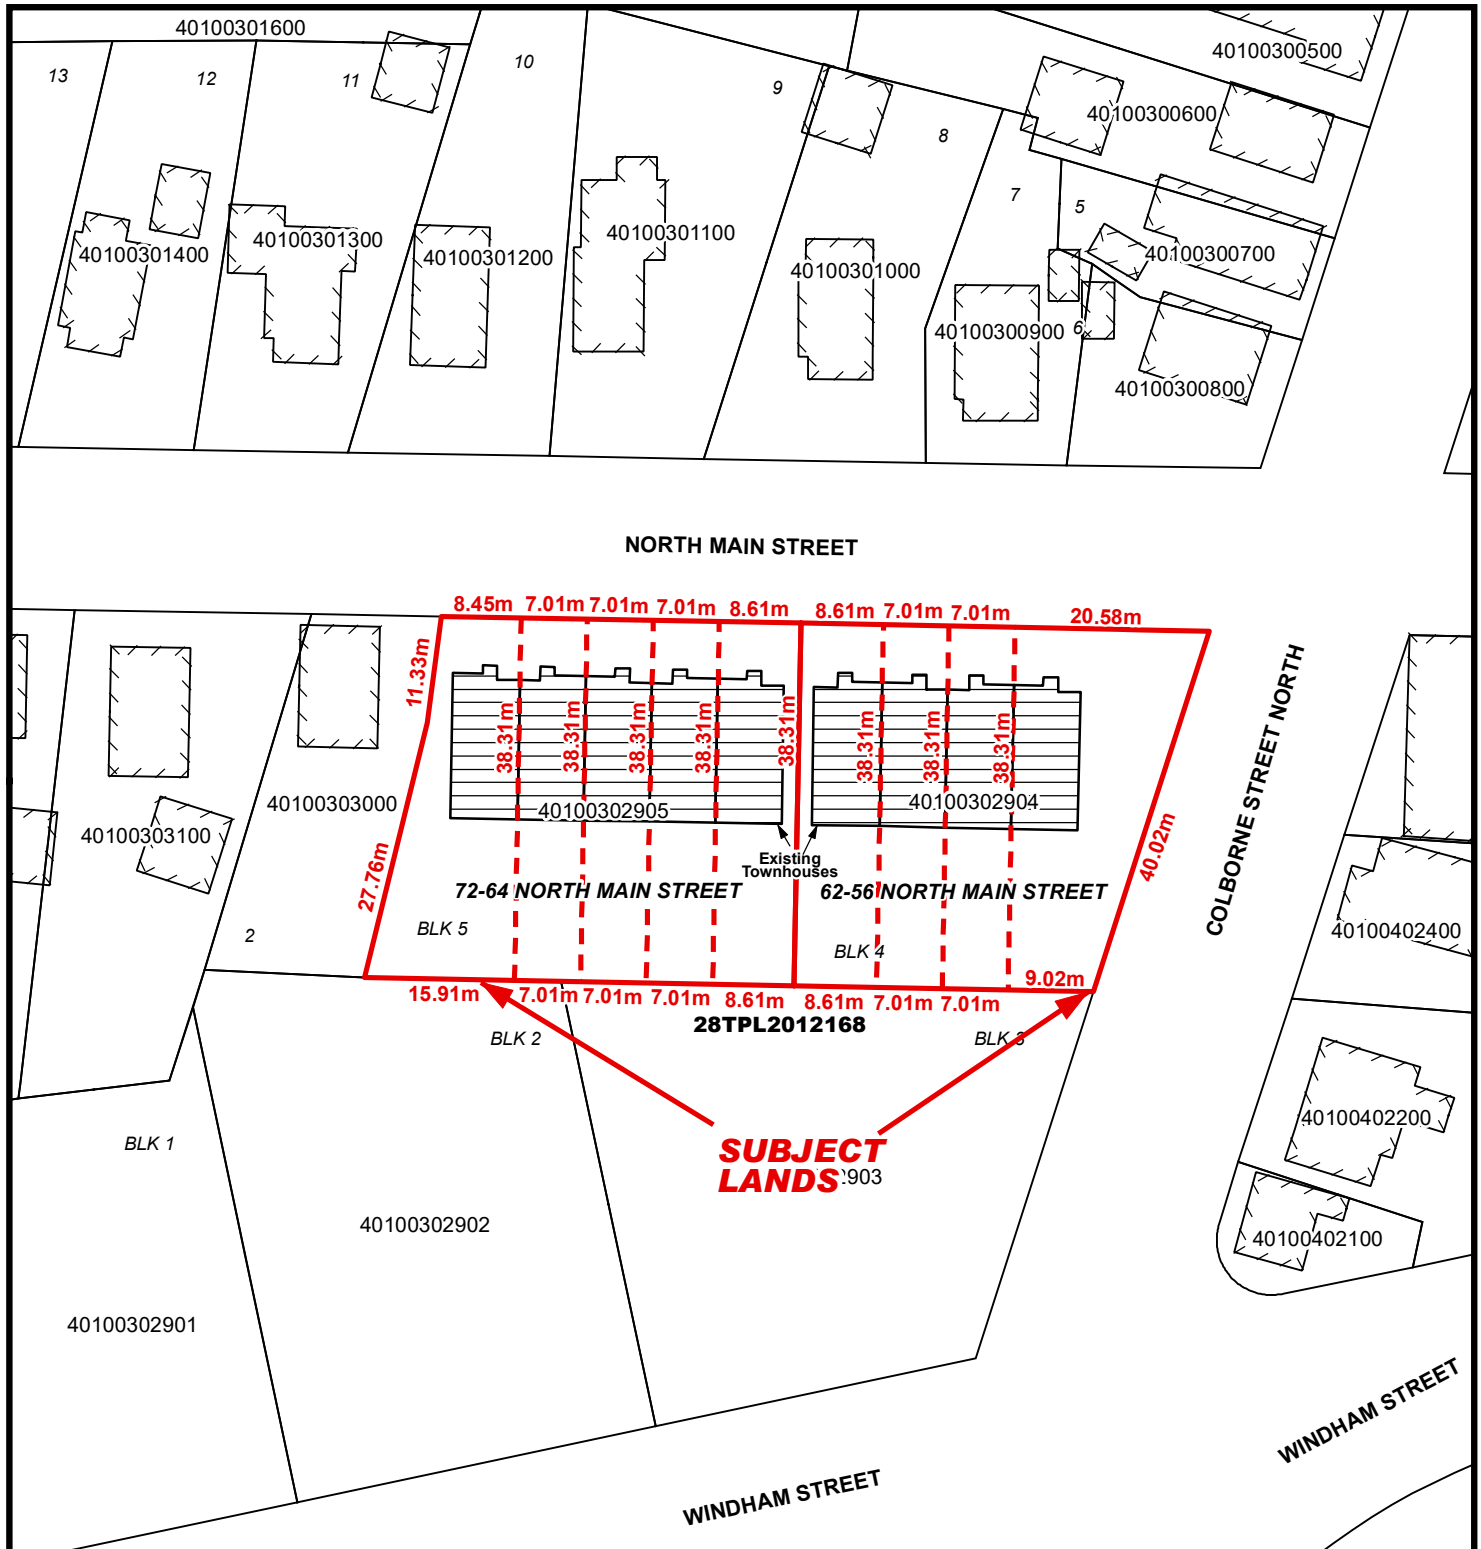 40100301600
13
12
11
10
9
8
7
5
6
40100300500
40100300600
40100301400
40100301300
40100301200
40100301100
40100301000
40100300900
40100300700
40100300800
NORTH MAIN STREET
8.45m 7.01m 7.01m 7.01m 8.61m 8.61m 7.01m 7.01m 20.58m
11.33m
38.31m
38.31m
38.31m
38.31m
38.31m
38.31m
38.31m
38.31m
40100303100
40100303000
40100302905
40100302904
Existing
Townhouses
27.76m
40.02m
COLBORNE STREET NORTH
72-64 NORTH MAIN STREET
62-56 NORTH MAIN STREET
2
BLK 5
BLK 4
40100402400
15.91m 7.01m 7.01m 7.01m 8.61m 8.61m 7.01m 7.01m 9.02m
28TPL2012168
BLK 2
BLK 3
BLK 1
SUBJECT
LANDS
903
40100402200
40100302902
40100402100
40100302901
WINDHAM STREET
WINDHAM STREET